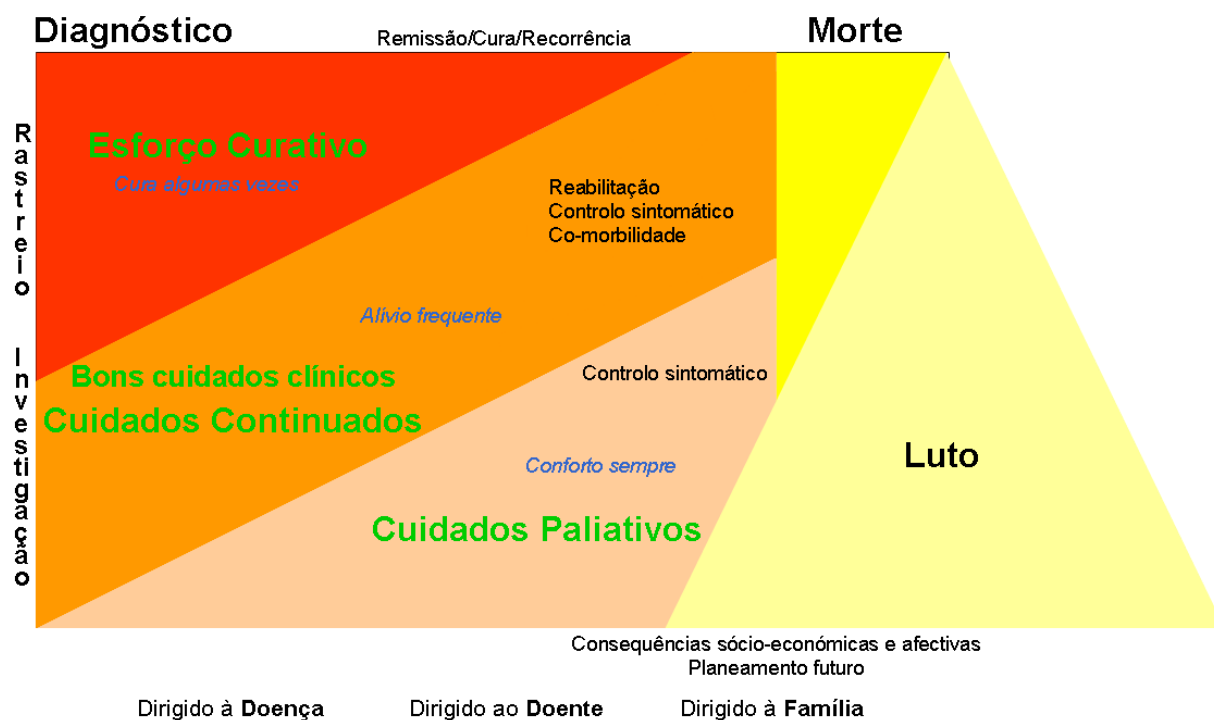 Diagnóstico
Remissão/Cura/Recorrência
Morte
Rastreio Investigação
Esforço Curativo
Cura algumas vezes
Reabilitação
Controlo sintomático
Co-morbilidade
Alívio frequente
Bons cuidados clínicos
Controlo sintomático
Cuidados Continuados
Luto
Conforto sempre
Cuidados Paliativos
Consequências sócio-económicas e afectivas
Planeamento futuro
Dirigido à Doença
Dirigido ao Doente
Dirigido à Família